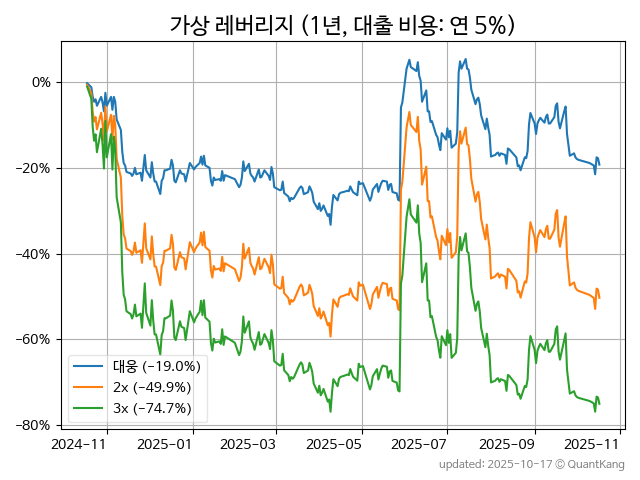 가상 레버리지 (1년, 대출 비용: 연 5%)
0%
−20%
−40%
−60%
−80%
대웅 (−19.0%)
2x (−49.9%)
3x (−74.7%)
2024-11
2025-01
2025-03
2025-05
2025-07
2025-09
2025-11
updated: 2025-10-17 © QuantKang